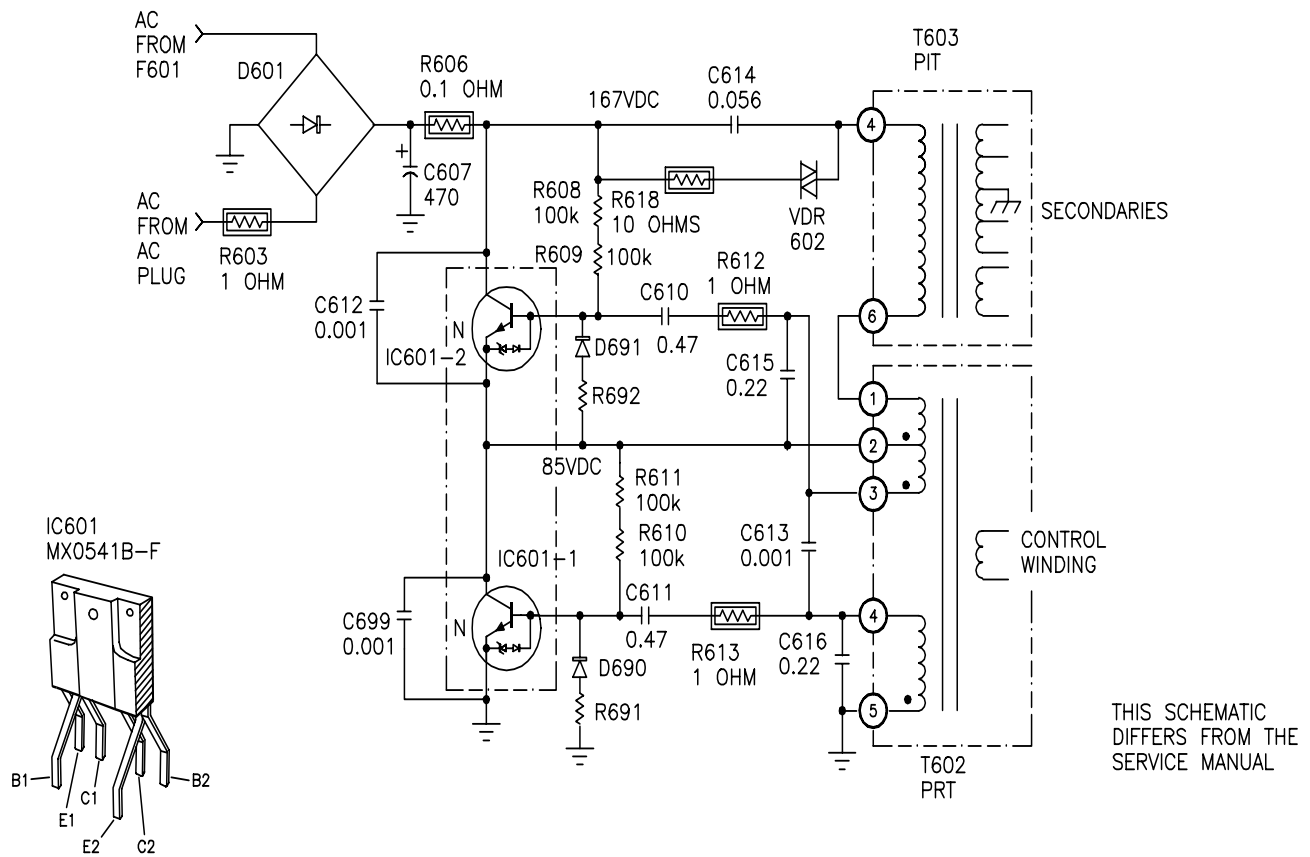 AC
FROM
F601
D601
R606
0.1 OHM
167VDC
C614
0.056
T603
PIT
4
+
C607
470
R608
100k
R618
10 OHMS
VDR
602
SECONDARIES
AC
FROM
AC
PLUG
R603
1 OHM
R609
100k
R612
1 OHM
C612
0.001
N
IC601-2
C610
0.47
D691
R692
C615
0.22
6
1
2
3
85VDC
R611
100k
R610
100k
C613
0.001
CONTROL
WINDING
IC601
MX0541B-F
IC601-1
C699
0.001
N
C611
0.47
R613
1 OHM
C616
0.22
4
5
D690
R691
T602
PRT
THIS SCHEMATIC
DIFFERS FROM THE
SERVICE MANUAL
B1
E1
C1
E2
C2
B2